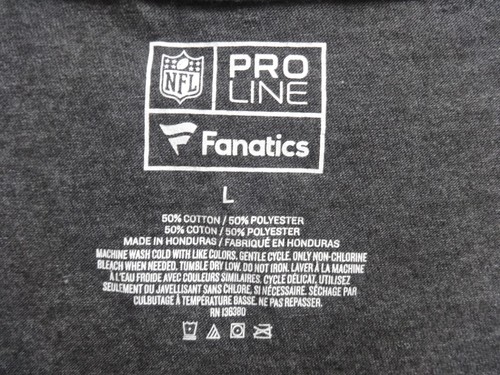 NFL
PRO
LINE
Fanatics
L
50% COTTON / 50% POLYESTER
50% COTON / 50% POLYESTER
MADE IN HONDURAS / FABRIQUÉ EN HONDURAS
MACHINE WASH COLD WITH LIKE COLORS. GENTLE CYCLE. ONLY NON-CHLORINE
BLEACH WHEN NEEDED. TUMBLE DRY LOW. DO NOT IRON. LAVER À LA MACHINE
À L'EAU FROIDE AVEC COULEURS SIMILAIRES. CYCLE DÉLICAT. UTILISEZ
SEULEMENT DU JAVELLISANT SANS CHLORE, SI NÉCESSAIRE. SÉCHAGE PAR
CULBUTAGE À TEMPÉRATURE BASSE. NE PAS REPASSER.
RN 136380